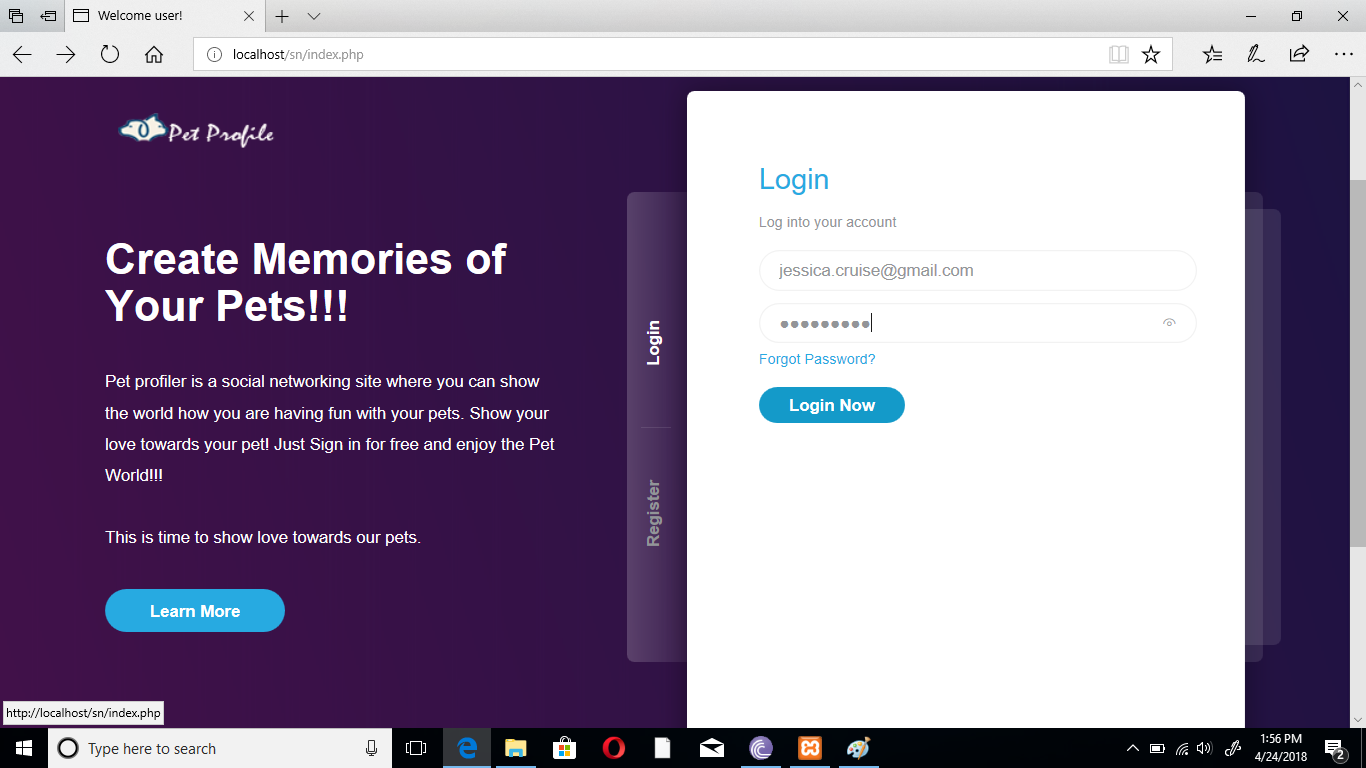 Welcome user!
localhost/sn/index.php
Pet Profile
Create Memories of
Your Pets!!!
Pet profiler is a social networking site where you can show
the world how you are having fun with your pets. Show your
love towards your pet! Just Sign in for free and enjoy the Pet
World!!!
This is time to show love towards our pets.
Learn More
Login
Register
Login
Log into your account
jessica.cruise@gmail.com
●●●●●●●●●
Forgot Password?
Login Now
http://localhost/sn/index.php
Type here to search
1:56 PM
4/24/2018
2